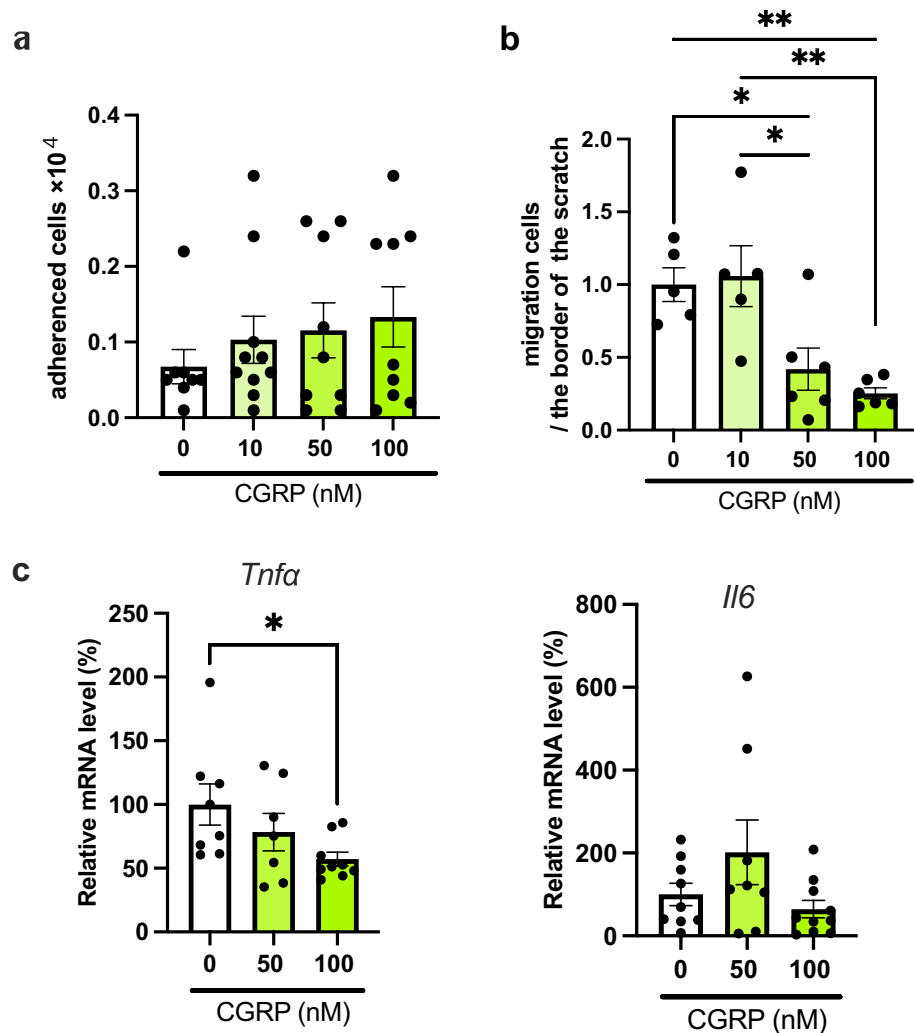 a
adherenced cells ×10⁻⁴
0.4
0.3
0.2
0.1
0.0
0 10 50 100
CGRP (nM)
b
** 
**
*
*
migration cells
/ the border of the scratch
2.0
1.5
1.0
0.5
0.0
0 10 50 100
CGRP (nM)
c
Tnfα
*
Relative mRNA level (%)
250
200
150
100
50
0
0 50 100
CGRP (nM)
Il6
Relative mRNA level (%)
800
600
400
200
0
0 50 100
CGRP (nM)